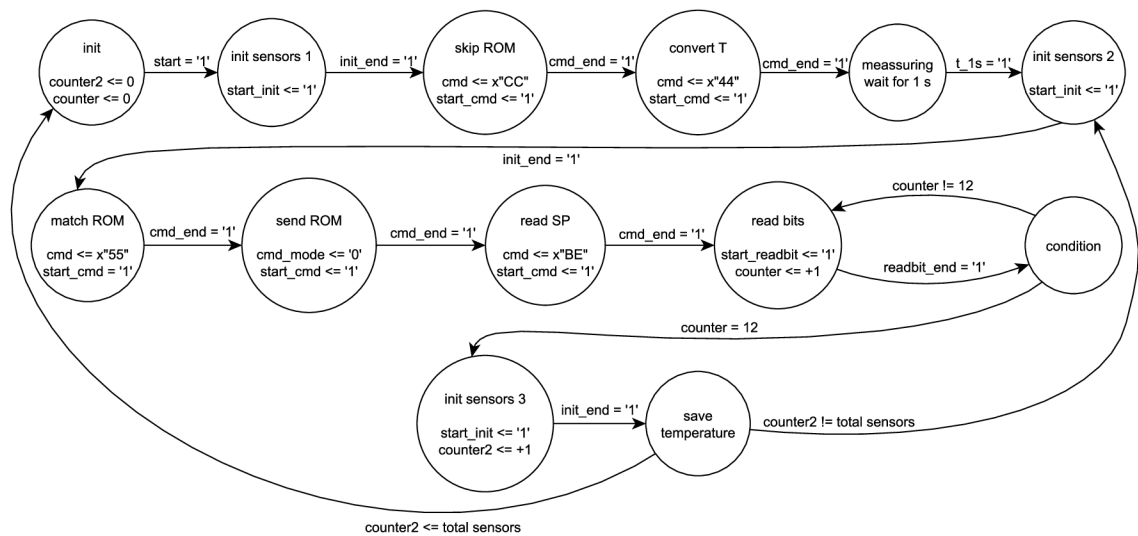 init
counter2 <= 0
counter <= 0
start = '1'
init sensors 1
start_init <= '1'
init_end = '1'
skip ROM
cmd <= x"CC"
start_cmd <= '1'
cmd_end = '1'
convert T
cmd <= x"44"
start_cmd <= '1'
cmd_end = '1'
meassuring
wait for 1 s
t_1s = '1'
init sensors 2
start_init <= '1'
init_end = '1'
match ROM
cmd <= x"55"
start_cmd = '1'
cmd_end = '1'
send ROM
cmd_mode <= '0'
start_cmd <= '1'
cmd_end = '1'
read SP
cmd <= x"BE"
start_cmd <= '1'
cmd_end = '1'
read bits
start_readbit <= '1'
counter <= +1
counter != 12
readbit_end = '1'
condition
counter = 12
init sensors 3
start_init <= '1'
counter2 <= +1
init_end = '1'
save
temperature
counter2 != total sensors
counter2 <= total sensors